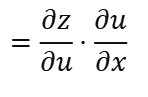 = ∂z/∂u · ∂u/∂x